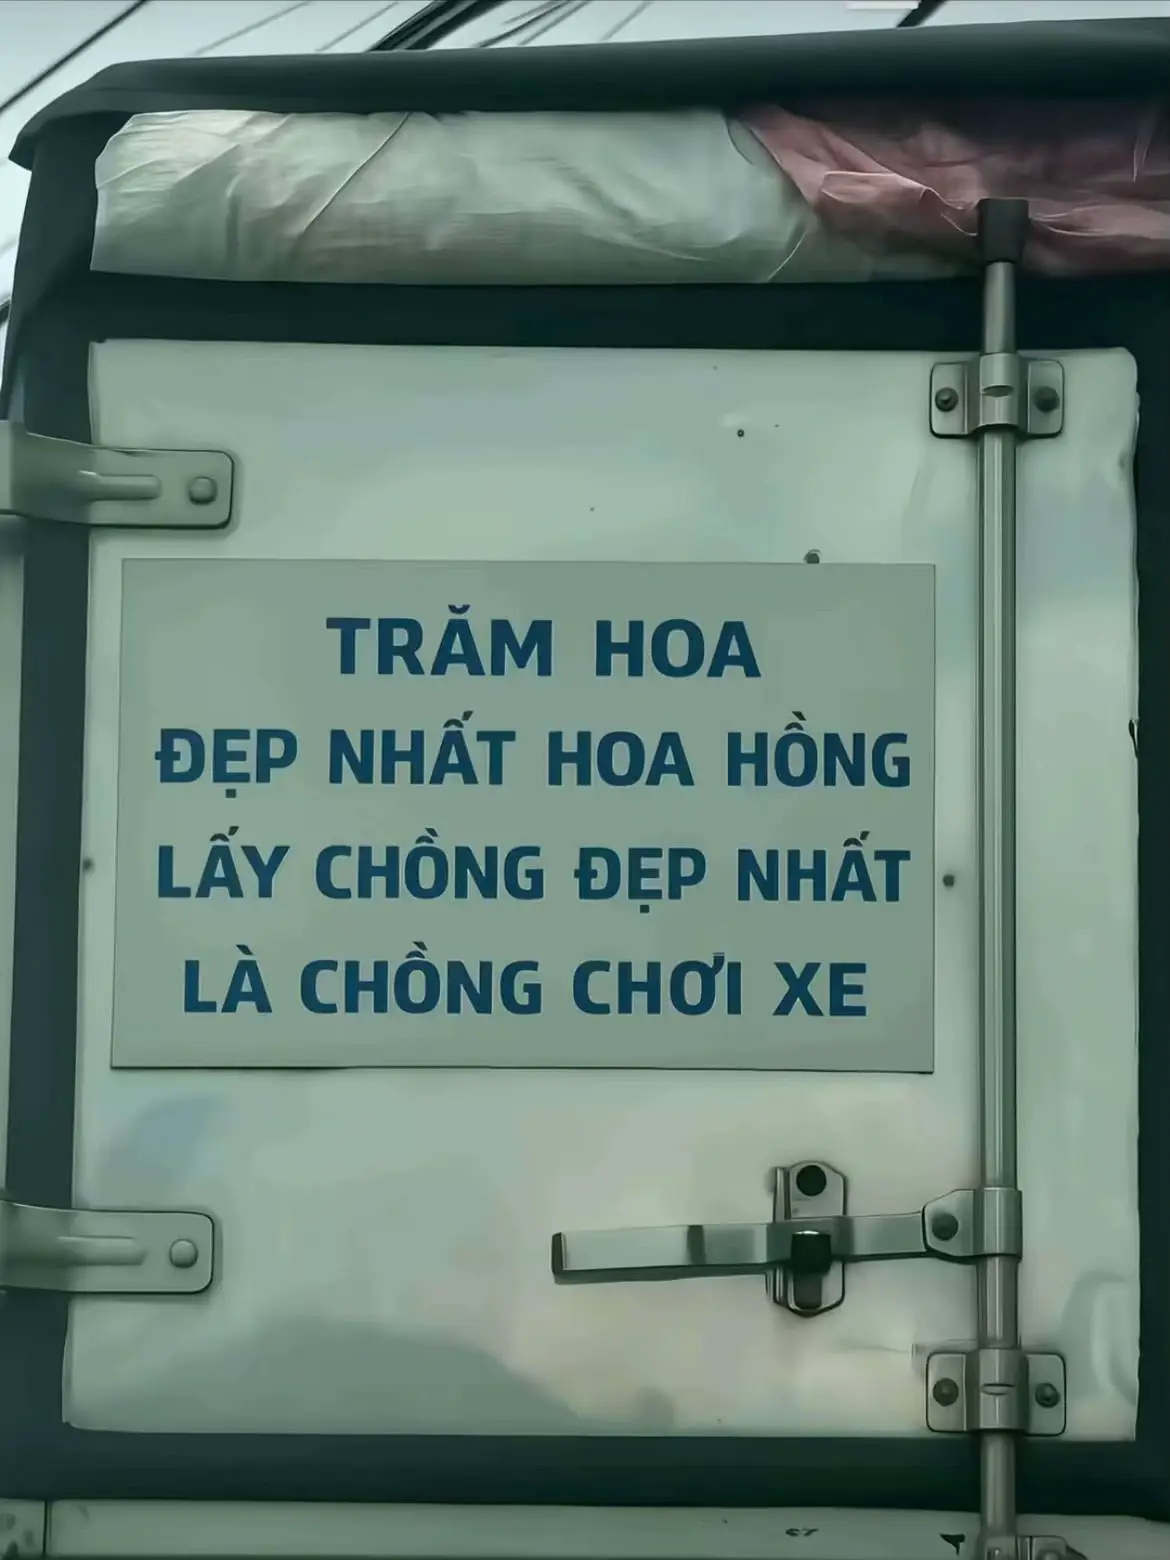 TRĂM HOA
ĐẸP NHẤT HOA HỒNG
LẤY CHỒNG ĐẸP NHẤT
LÀ CHỒNG CHƠI XE